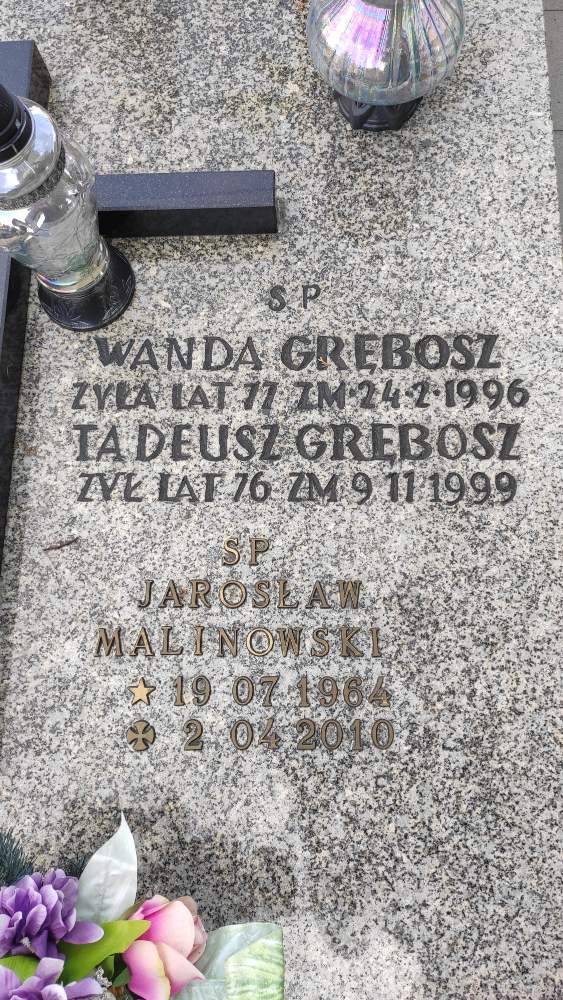 SP
WANDA GRĘBOSZ
ŻYŁA LAT 77 ZM·24·2·1996
TADEUSZ GRĘBOSZ
ŻYŁ LAT 76 ZM 9 11 1999
SP
JAROSŁAW
MALINOWSKI
19 07 1964
2 04 2010